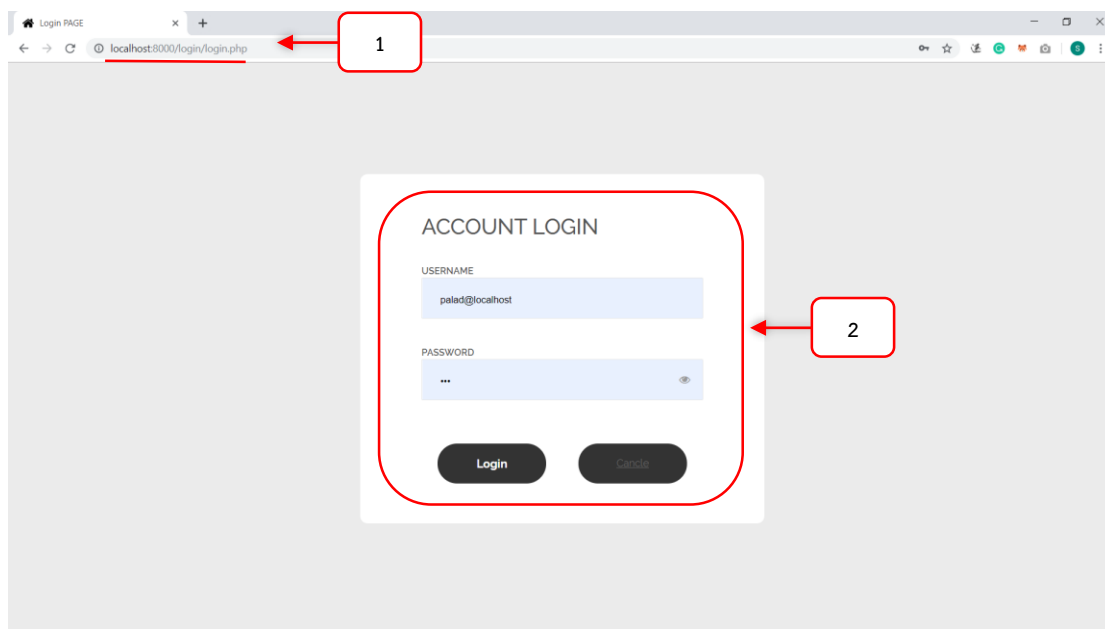 Login PAGE
localhost:8000/login/login.php
1
S
ACCOUNT LOGIN
USERNAME
palad@localhost
2
PASSWORD
•••
Login
Cancle